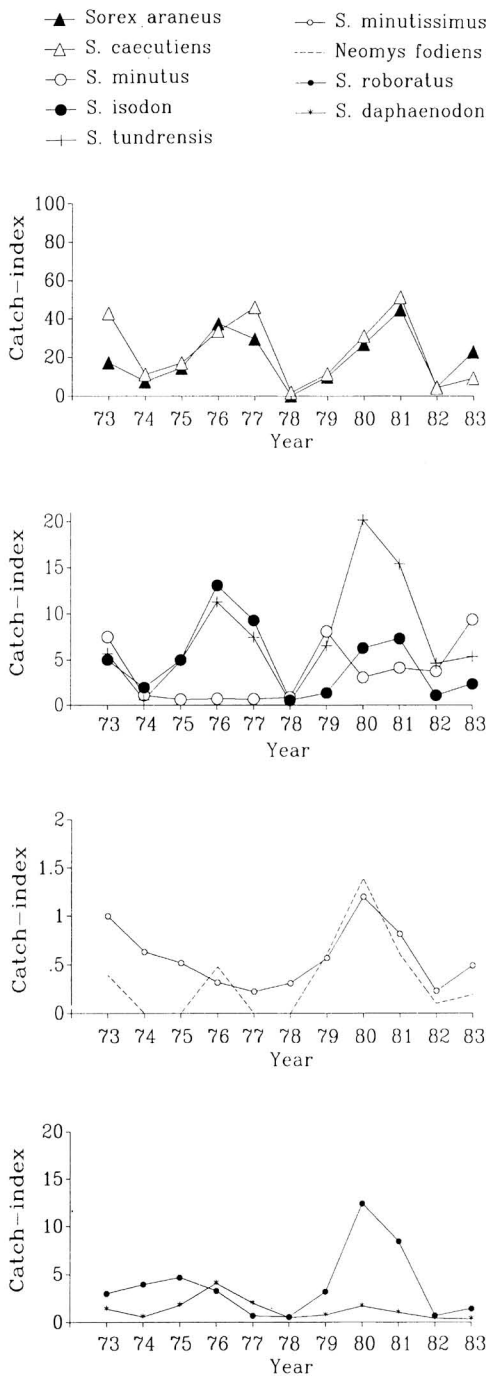 Sorex araneus
S. caecutiens
S. minutus
S. isodon
S. tundrensis
S. minutissimus
Neomys fodiens
S. roboratus
S. daphaenodon
Catch-index
100
80
60
40
20
0
73 74 75 76 77 78 79 80 81 82 83
Year
Catch-index
20
15
10
5
0
73 74 75 76 77 78 79 80 81 82 83
Year
Catch-index
2
1.5
1
.5
0
73 74 75 76 77 78 79 80 81 82 83
Year
Catch-index
20
15
10
5
0
73 74 75 76 77 78 79 80 81 82 83
Year